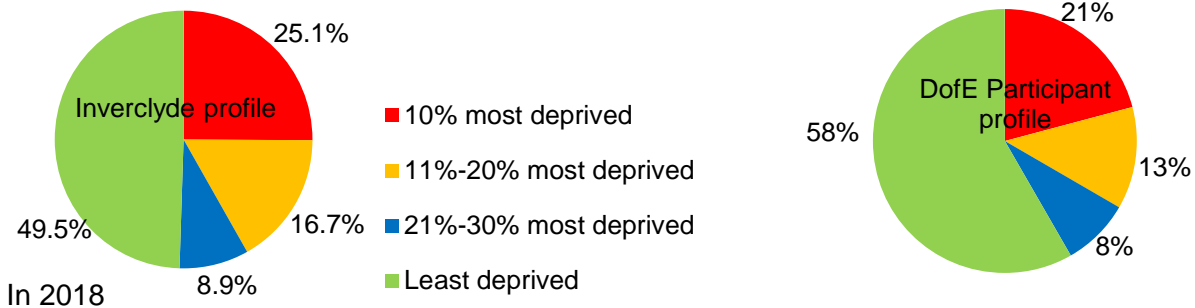 25.1%
Inverclyde profile
49.5%
16.7%
8.9%
In 2018
10% most deprived
11%-20% most deprived
21%-30% most deprived
Least deprived
21%
DofE Participant
profile
58%
13%
8%